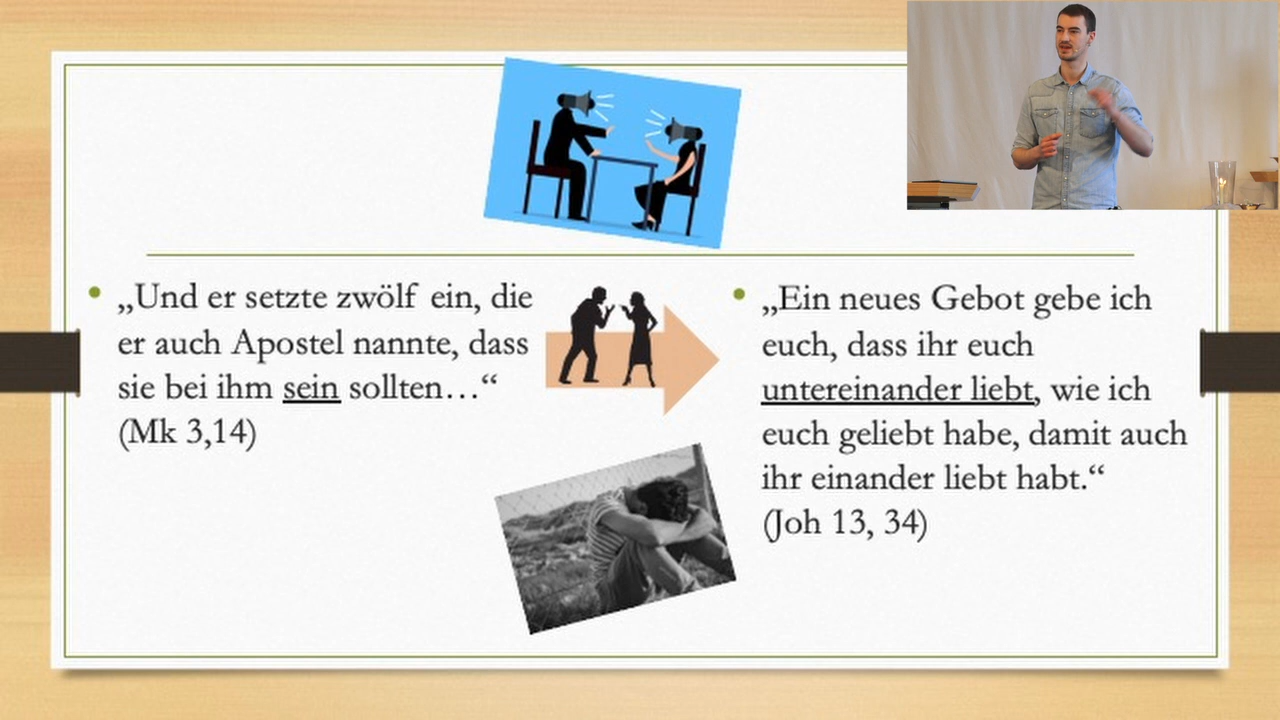 „Und er setzte zwölf ein, die
er auch Apostel nannte, dass
sie bei ihm sein sollten…“
(Mk 3,14)
„Ein neues Gebot gebe ich
euch, dass ihr euch
untereinander liebt, wie ich
euch geliebt habe, damit auch
ihr einander liebt habt.“
(Joh 13, 34)